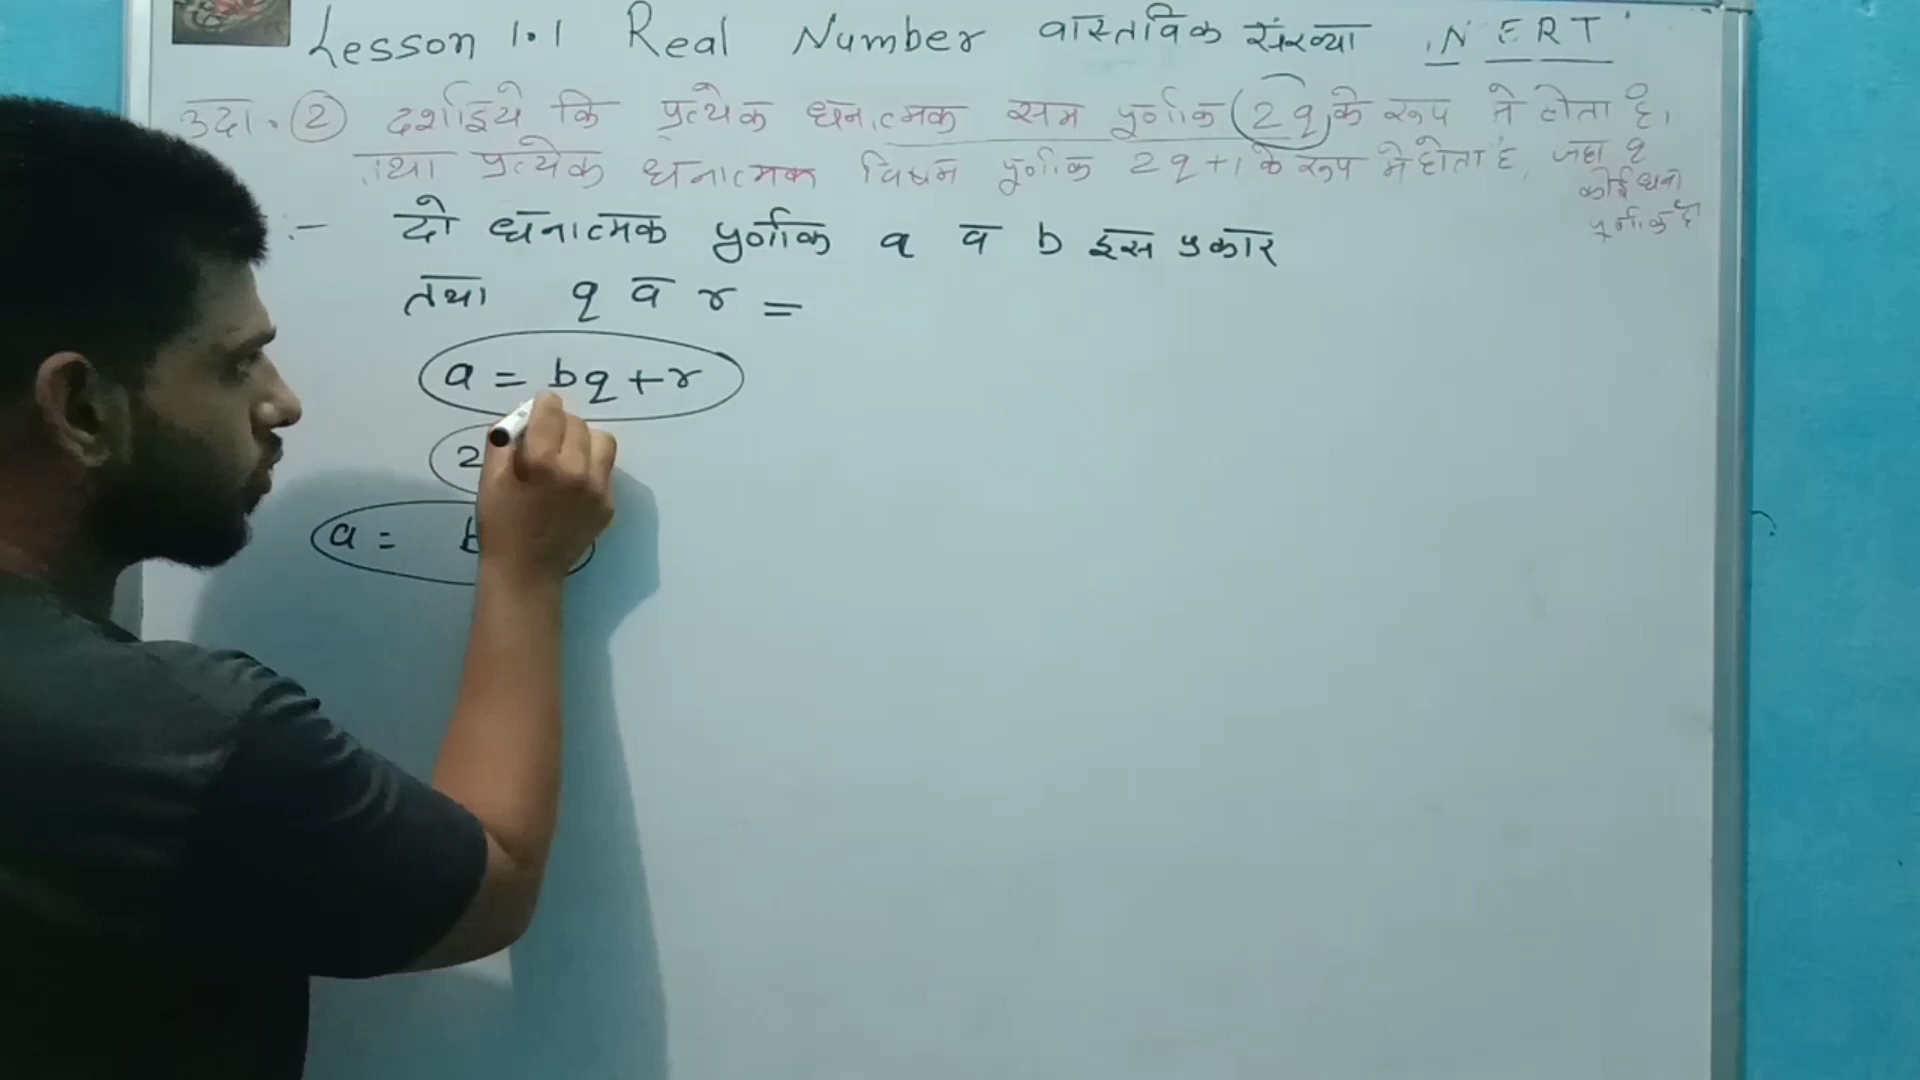 Lesson 1.1 Real Number वास्तविक संख्या NERT
उदा. 2 दर्शाइये कि प्रत्येक धनात्मक सम पूर्णांक 2q के रूप ने होता है।
तथा प्रत्येक धनात्मक विषम पूर्णांक 2q+1 के रूप मे होता है, जहा q
कोई धना
पूर्णांक है
:- दो धनात्मक पूर्णांक a व b इस प्रकार
तथा q व r =
a = bq + r
2
a = b